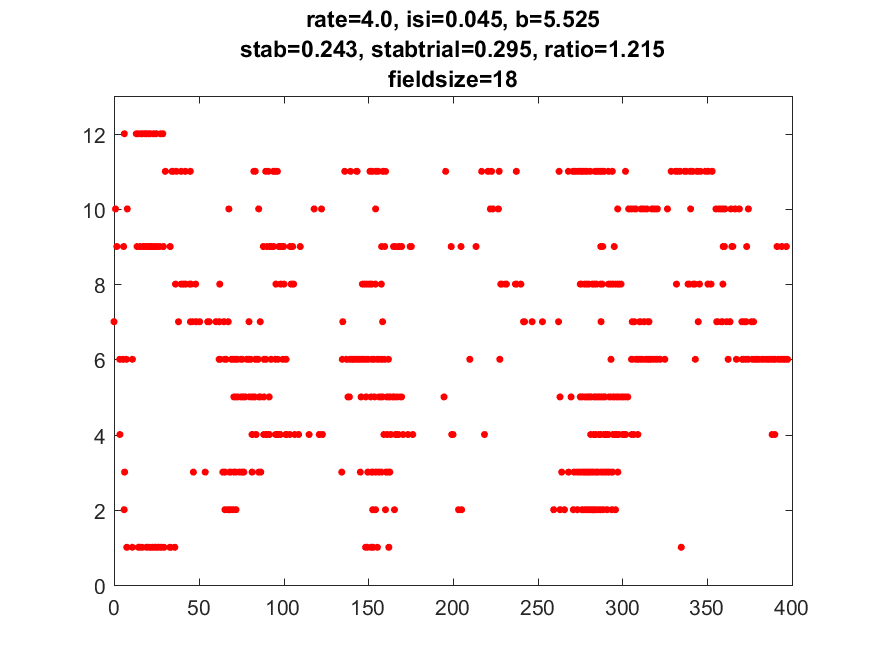 rate=4.0, isi=0.045, b=5.525
stab=0.243, stabtrial=0.295, ratio=1.215
fieldsize=18
12
10
8
6
4
2
0
0 50 100 150 200 250 300 350 400